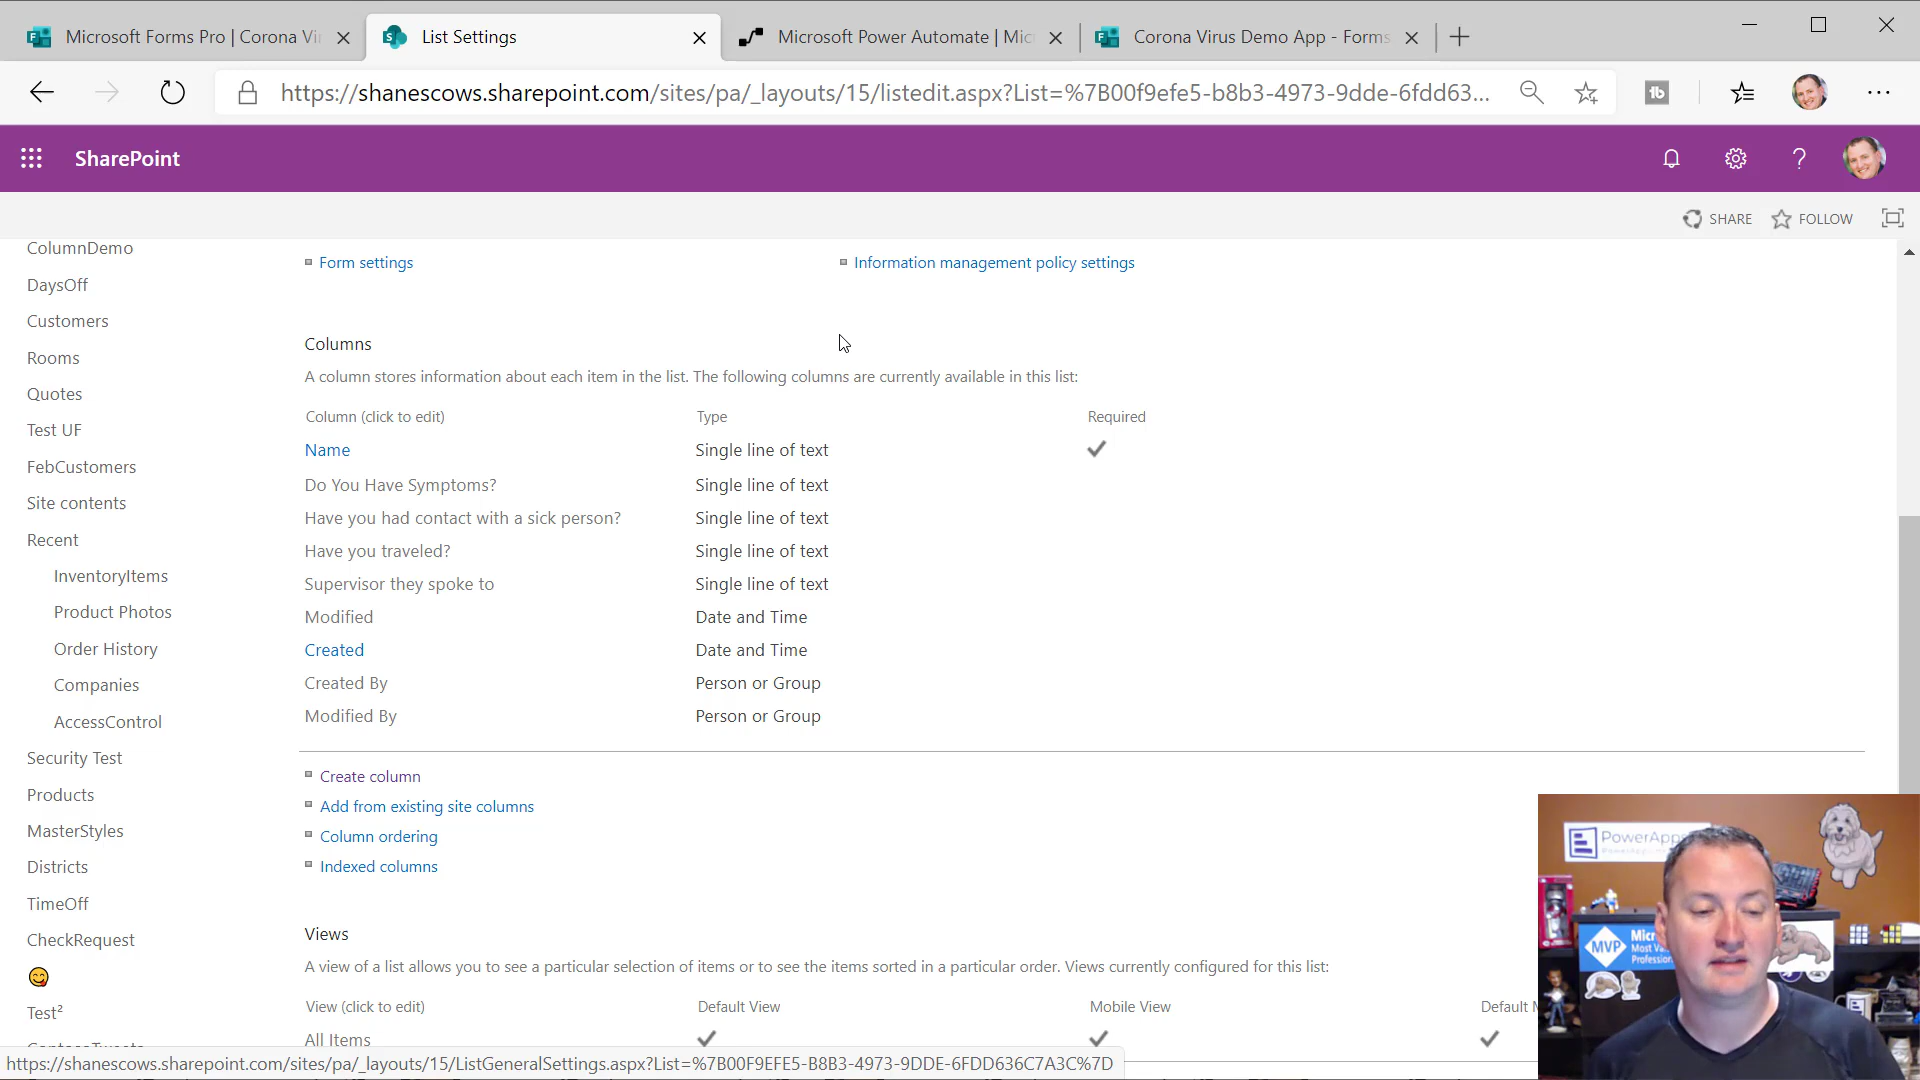 Microsoft Forms Pro | Corona Vi
List Settings
Microsoft Power Automate | Mic
Corona Virus Demo App - Forms
https://shanescows.sharepoint.com/sites/pa/_layouts/15/listedit.aspx?List=%7B00f9efe5-b8b3-4973-9dde-6fdd63...
SharePoint
SHARE
FOLLOW
ColumnDemo
DaysOff
Customers
Rooms
Quotes
Test UF
FebCustomers
Site contents
Recent
InventoryItems
Product Photos
Order History
Companies
AccessControl
Security Test
Products
MasterStyles
Districts
TimeOff
CheckRequest
Test²
Form settings
Information management policy settings
Columns
A column stores information about each item in the list. The following columns are currently available in this list:
Column (click to edit) Type Required
Name Single line of text
Do You Have Symptoms? Single line of text
Have you had contact with a sick person? Single line of text
Have you traveled? Single line of text
Supervisor they spoke to Single line of text
Modified Date and Time
Created Date and Time
Created By Person or Group
Modified By Person or Group
Create column
Add from existing site columns
Column ordering
Indexed columns
Views
A view of a list allows you to see a particular selection of items or to see the items sorted in a particular order. Views currently configured for this list:
View (click to edit) Default View Mobile View Default
All Items
https://shanescows.sharepoint.com/sites/pa/_layouts/15/ListGeneralSettings.aspx?List=%7B00F9EFE5-B8B3-4973-9DDE-6FDD636C7A3C%7D
PowerApps
MVP